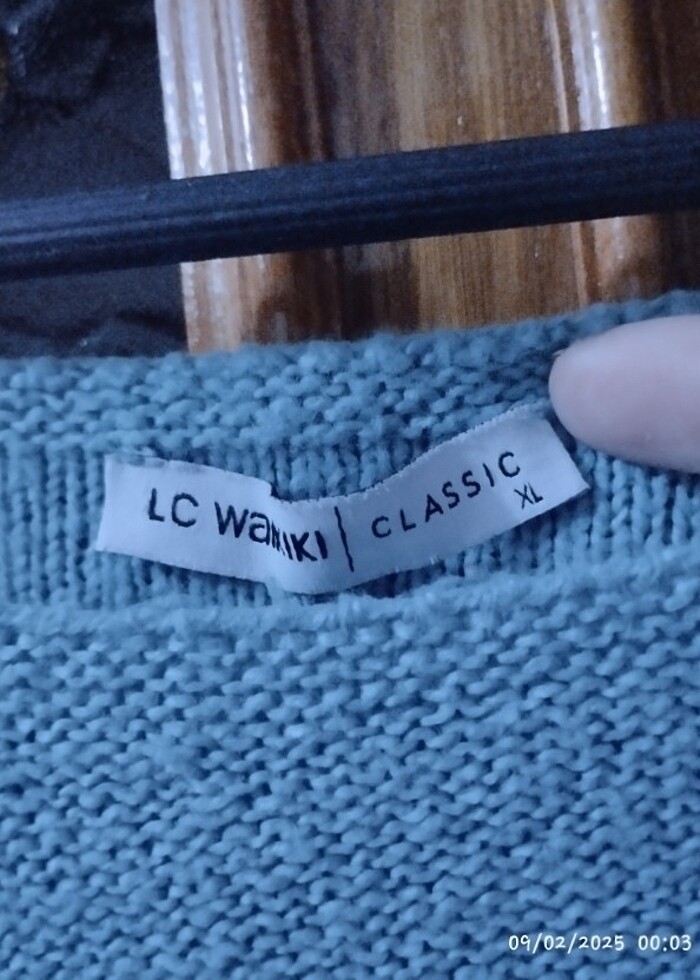 LC WAIKIKI | CLASSIC
XL
09/02/2025 00:03